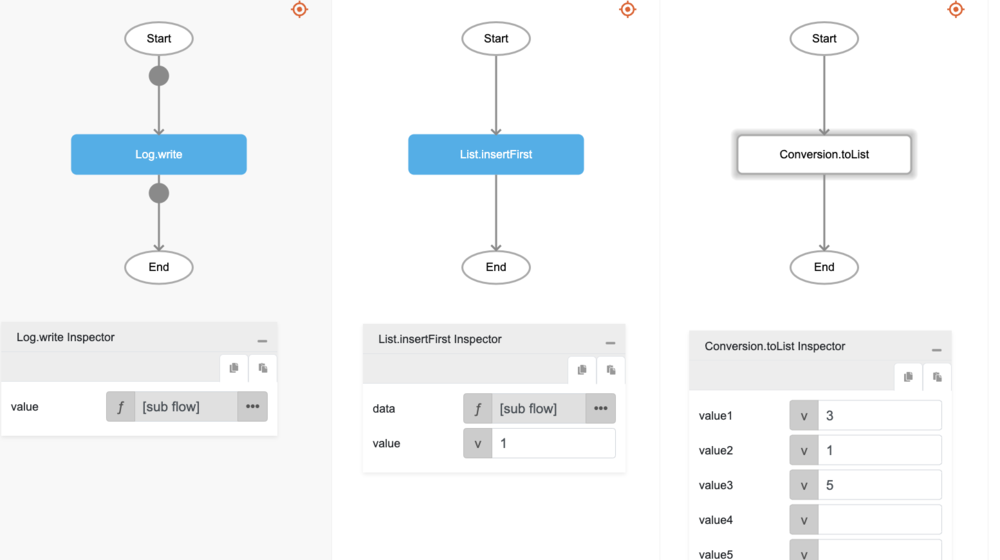 Start
Log.write
End
Log.write Inspector
value f [sub flow] •••
Start
List.insertFirst
End
List.insertFirst Inspector
data f [sub flow] •••
value v 1
Start
Conversion.toList
End
Conversion.toList Inspector
value1 v 3
value2 v 1
value3 v 5
value4 v
value5 v